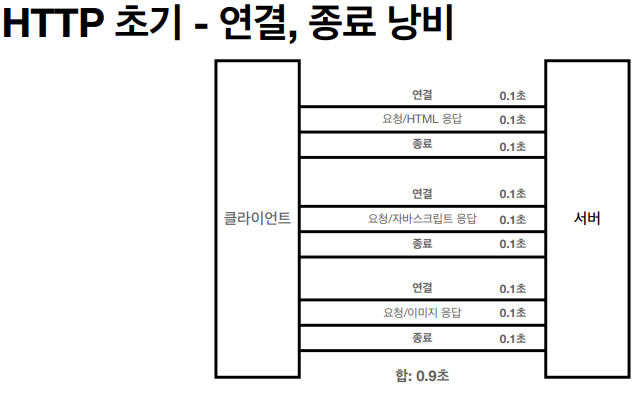 HTTP 초기 - 연결, 종료 낭비
연결 0.1초
요청/HTML 응답 0.1초
종료 0.1초
연결 0.1초
클라이언트 요청/자바스크립트 응답 0.1초 서버
종료 0.1초
연결 0.1초
요청/이미지 응답 0.1초
종료 0.1초
합: 0.9초